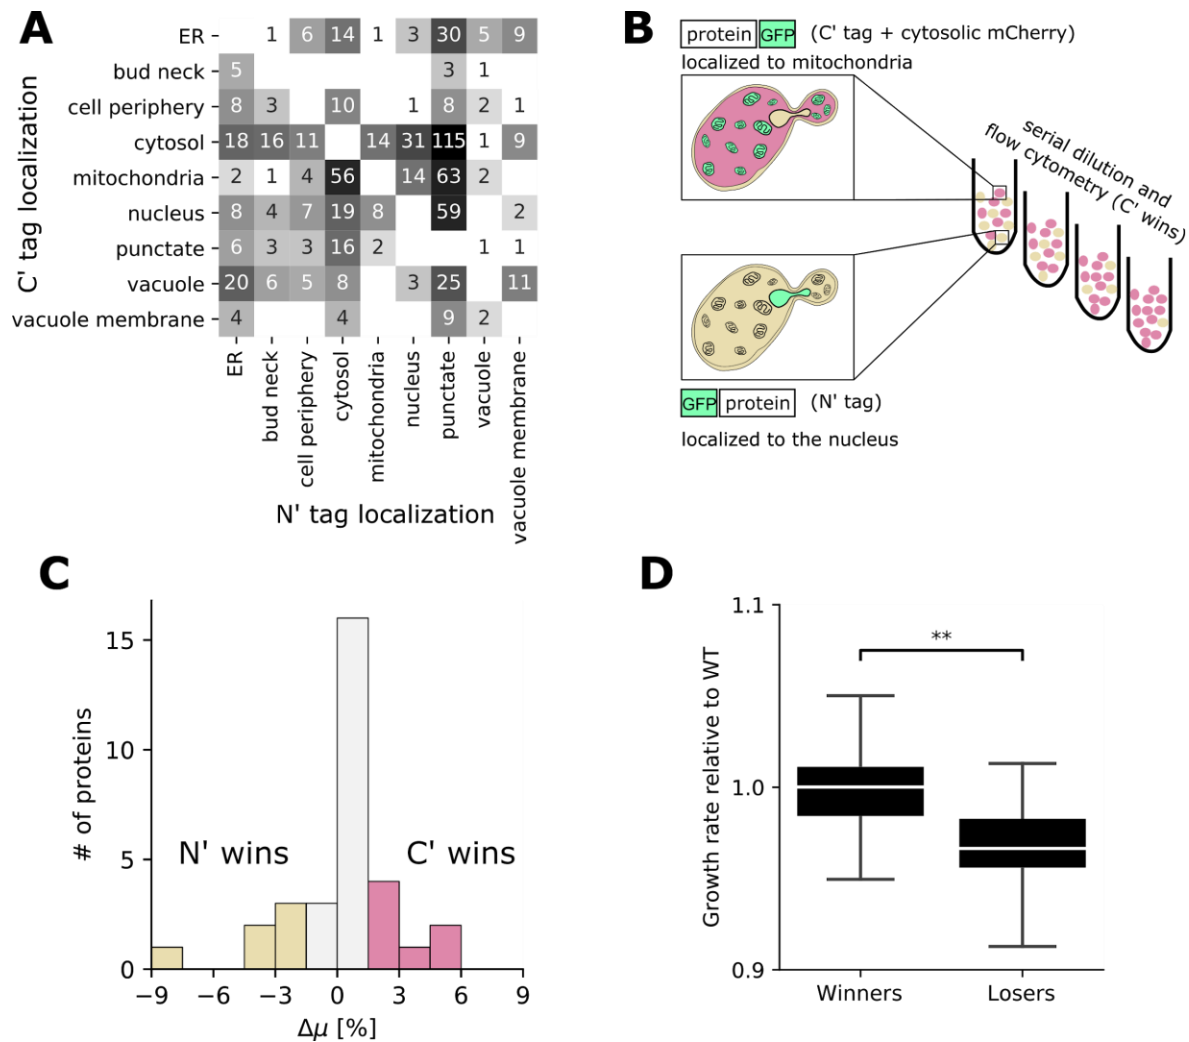 A
C' tag localization
ER 1 6 14 1 3 30 5 9
bud neck 5 3 1
cell periphery 8 3 10 1 8 2 1
cytosol 18 16 11 14 31 115 1 9
mitochondria 2 1 4 56 14 63 2
nucleus 8 4 7 19 8 59 2
punctate 6 3 3 16 2 1 1
vacuole 20 6 5 8 3 25 11
vacuole membrane 4 4 9 2
ER
bud neck
cell periphery
cytosol
mitochondria
nucleus
punctate
vacuole
vacuole membrane
N' tag localization
B
protein GFP (C' tag + cytosolic mCherry)
localized to mitochondria
serial dilution and
flow cytometry (C' wins)
GFP protein (N' tag)
localized to the nucleus
C
# of proteins
15
10
5
0
N' wins
C' wins
−9 −6 −3 0 3 6 9
Δμ [%]
D
Growth rate relative to WT
1.1
1.0
0.9
**
Winners Losers